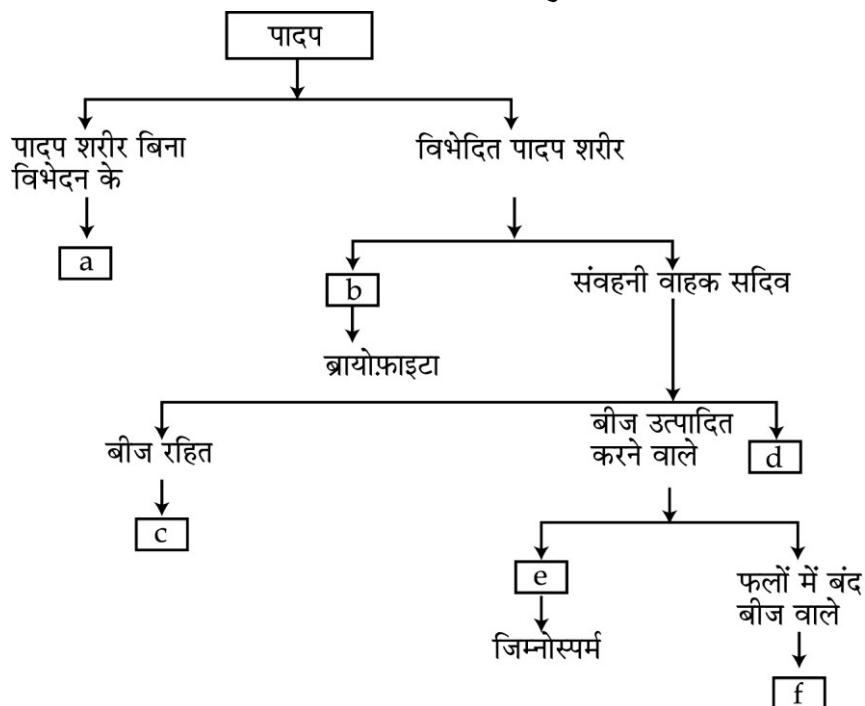 पादप
पादप शरीर बिना
विभेदन के
विभेदित पादप शरीर
a
b
संवहनी वाहक सदिव
ब्रायोफ़ाइटा
बीज रहित
बीज उत्पादित
करने वाले
d
c
e
फलों में बंद
बीज वाले
जिम्नोस्पर्म
f